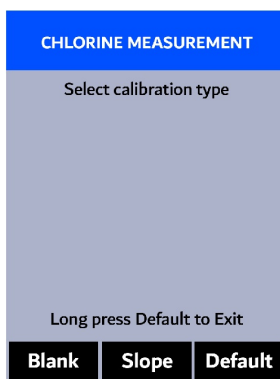 CHLORINE MEASUREMENT
Select calibration type
Long press Default to Exit
Blank Slope Default